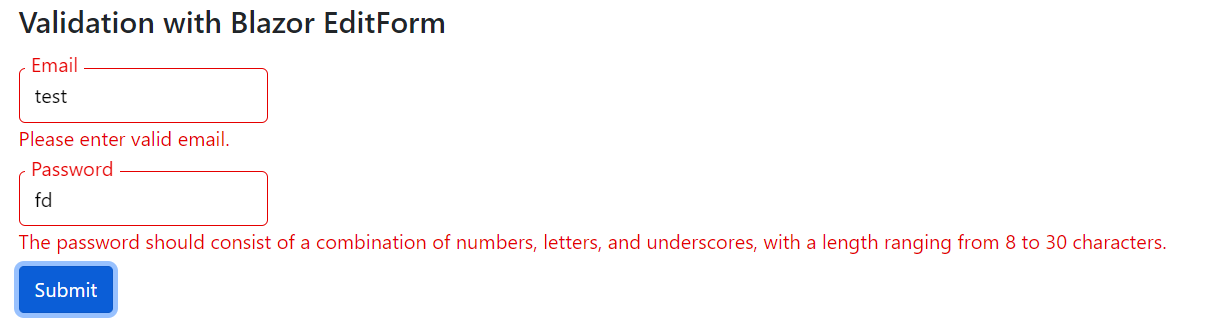 Validation with Blazor EditForm
Email
test
Please enter valid email.
Password
fd
The password should consist of a combination of numbers, letters, and underscores, with a length ranging from 8 to 30 characters.
Submit